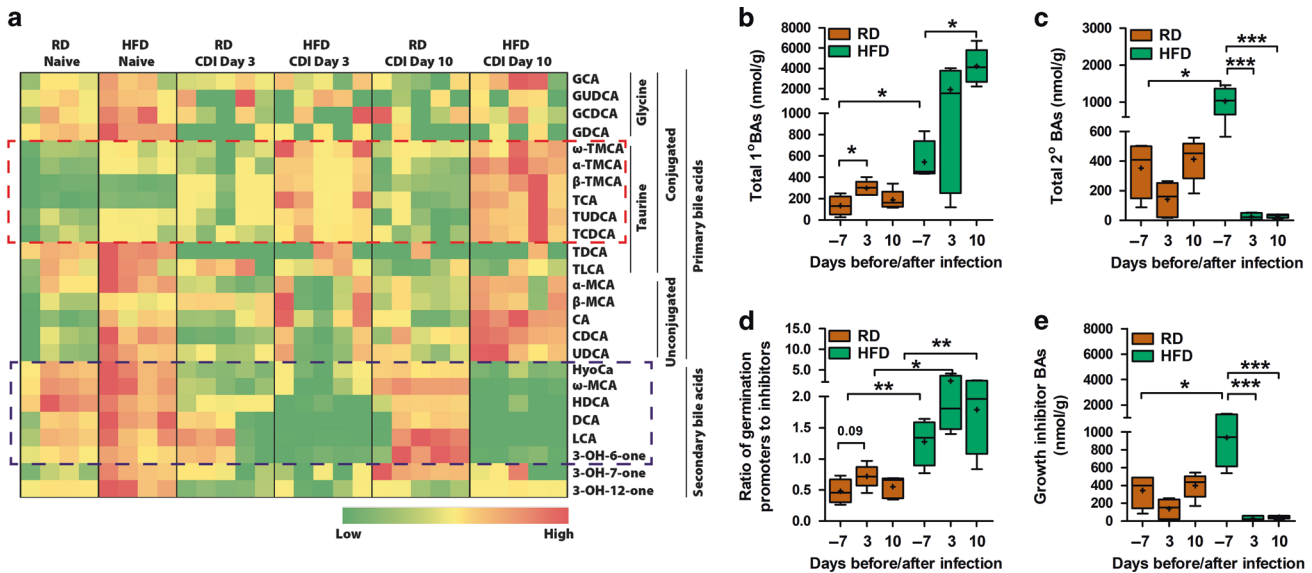 a
RD
Naive
HFD
Naive
RD
CDI Day 3
HFD
CDI Day 3
RD
CDI Day 10
HFD
CDI Day 10
GCA
GUDCA
GCDCA
GDCA
ω-TMCA
α-TMCA
β-TMCA
TCA
TUDCA
TCDCA
TDCA
TLCA
α-MCA
β-MCA
CA
CDCA
UDCA
HyoCa
ω-MCA
HDCA
DCA
LCA
3-OH-6-one
3-OH-7-one
3-OH-12-one
Glycine
Taurine
Conjugated
Unconjugated
Primary bile acids
Secondary bile acids
Low
High
b
Total 1°BAs (nmol/g)
8000
6000
4000
2000
1000
800
600
400
200
0
RD
HFD
*
*
*
–7 3 10 –7 3 10
Days before/after infection
c
Total 2° BAs (nmol/g)
3000
2000
1000
600
400
200
0
RD
HFD
*
***
***
–7 3 10 –7 3 10
Days before/after infection
d
Ratio of germination
promoters to inhibitors
15.0
10.0
5.0
2.0
1.5
1.0
0.5
0.0
RD
HFD
0.09
**
*
**
–7 3 10 –7 3 10
Days before/after infection
e
Growth inhibitor BAs
(nmol/g)
8000
6000
4000
2000
1000
800
600
400
200
0
RD
HFD
*
***
***
–7 3 10 –7 3 10
Days before/after infection